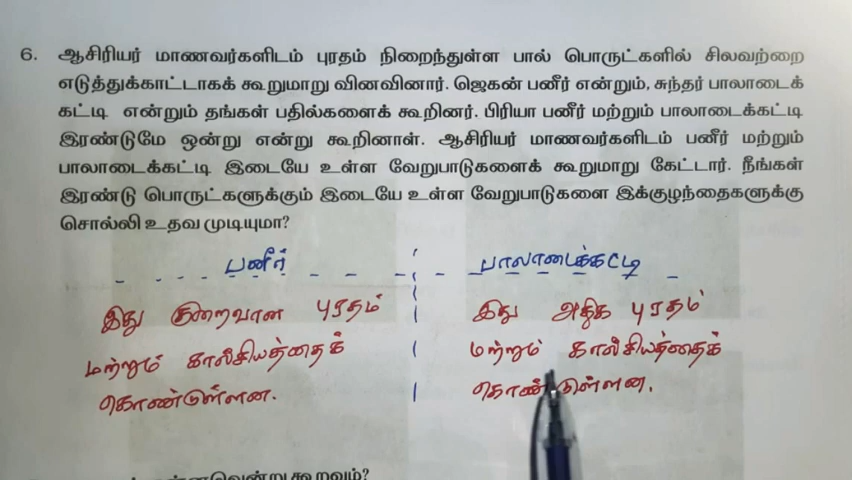 6. ஆசிரியர் மாணவர்களிடம் புரதம் நிறைந்துள்ள பால் பொருட்களில் சிலவற்றை
எடுத்துக்காட்டாகக் கூறுமாறு வினவினார். ஜெகன் பனீர் என்றும், சுந்தர் பாலாடைக்
கட்டி என்றும் தங்கள் பதில்களைக் கூறினர். பிரியா பனீர் மற்றும் பாலாடைக்கட்டி
இரண்டுமே ஒன்று என்று கூறினாள். ஆசிரியர் மாணவர்களிடம் பனீர் மற்றும்
பாலாடைக்கட்டி இடையே உள்ள வேறுபாடுகளைக் கூறுமாறு கேட்டார். நீங்கள்
இரண்டு பொருட்களுக்கும் இடையே உள்ள வேறுபாடுகளை இக்குழந்தைகளுக்கு
சொல்லி உதவ முடியுமா?
பனீர் பாலாடைக்கட்டி
இது குறைவான புரதம் இது அதிக புரதம்
மற்றும் கால்சியத்தைக் மற்றும் கால்சியத்தைக்
கொண்டுள்ளன. கொண்டுள்ளன.
கூறவும்?